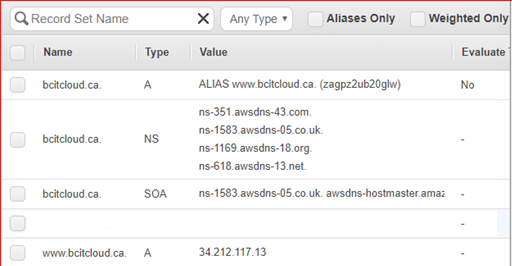 Record Set Name Any Type Aliases Only Weighted Only
Name Type Value Evaluate
bcitcloud.ca. A ALIAS www.bcitcloud.ca. (zagpz2ub20glw) No
ns-351.awsdns-43.com.
bcitcloud.ca. NS ns-1583.awsdns-05.co.uk. -
ns-1169.awsdns-18.org.
ns-618.awsdns-13.net.
bcitcloud.ca. SOA ns-1583.awsdns-05.co.uk. awsdns-hostmaster.amaz -
-
www.bcitcloud.ca. A 34.212.117.13 -